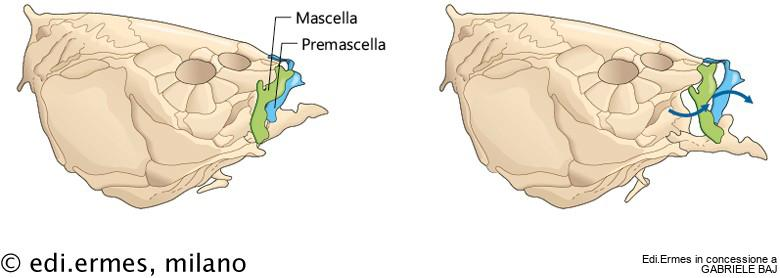 Mascella
Premascella
© edi.ermes, milano
Edi.Ermes in concessione a
GABRIELE BAJ